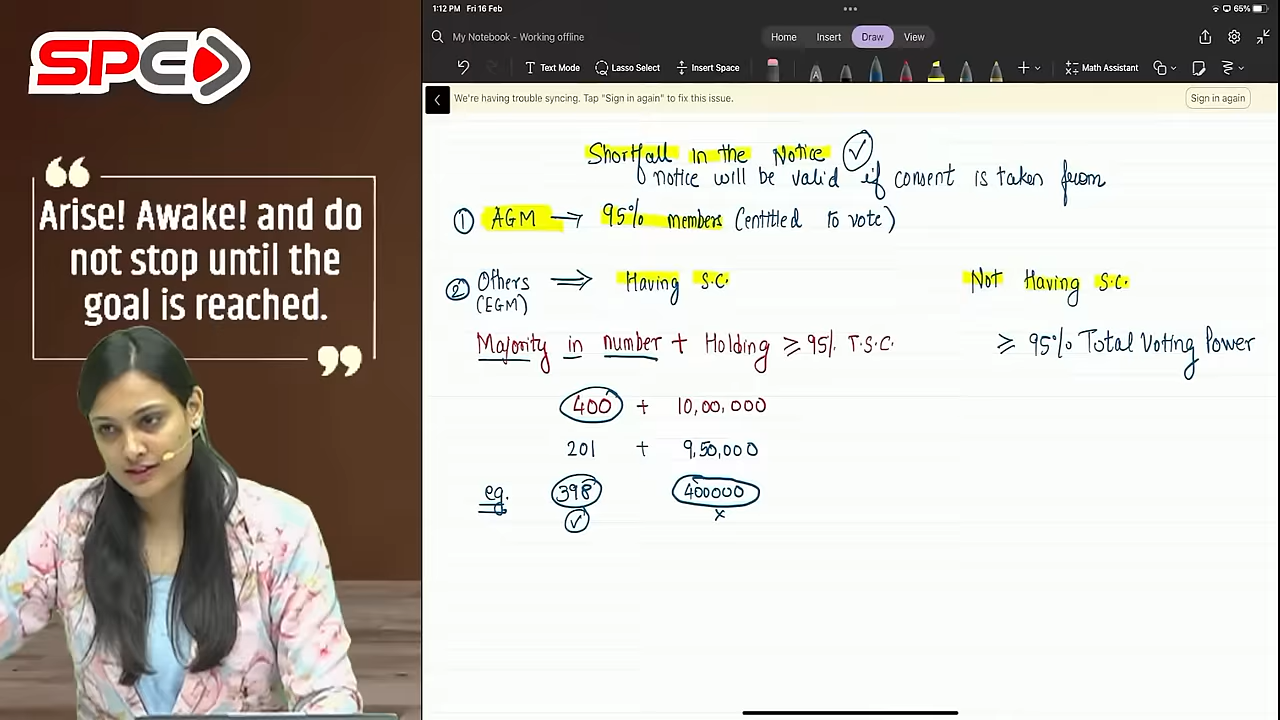 SPC
“
Arise! Awake! and do
not stop until the
goal is reached.
”
1:12 PM Fri 16 Feb
65%
My Notebook - Working offline
Home Insert Draw View
Text Mode Lasso Select Insert Space Math Assistant
We're having trouble syncing. Tap "Sign in again" to fix this issue. Sign in again
Shortfall in the Notice ✓
notice will be valid if consent is taken from
① AGM → 95% members (entitled to vote)
② Others ⇒ Having S.C. Not Having S.C.
(EGM)
Majority in number + Holding ≥ 95% T.S.C. ≥ 95% Total Voting Power
400 + 10,00,000
201 + 9,50,000
eg. 398 400000
✓ x